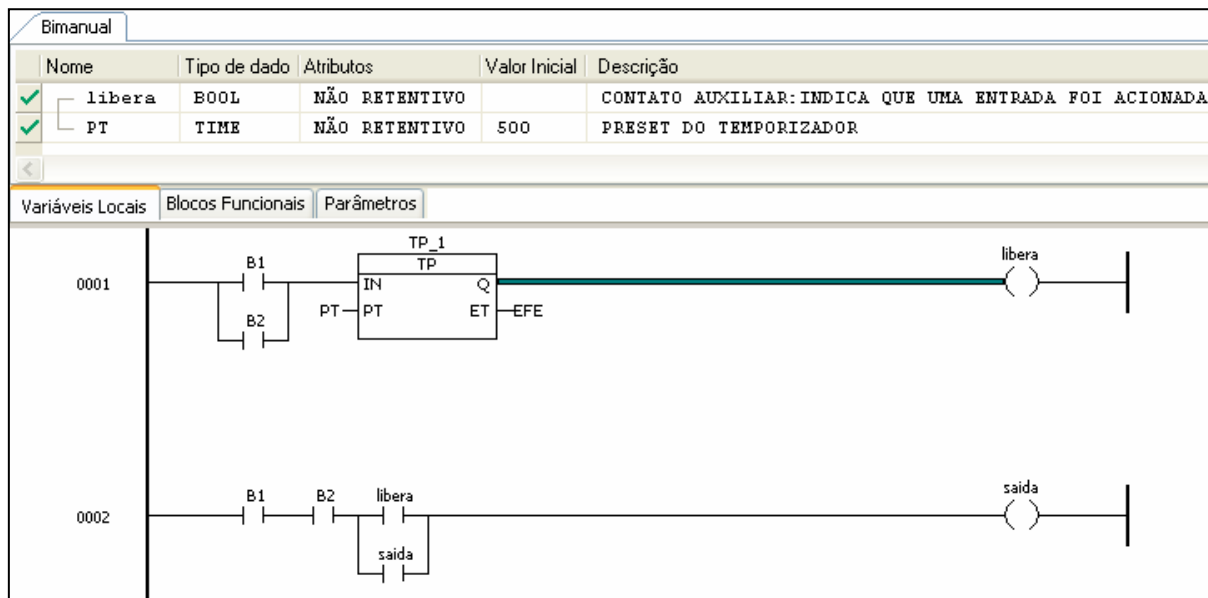 Bimanual
Nome Tipo de dado Atributos Valor Inicial Descrição
libera BOOL NÃO RETENTIVO CONTATO AUXILIAR:INDICA QUE UMA ENTRADA FOI ACIONADA
PT TIME NÃO RETENTIVO 500 PRESET DO TEMPORIZADOR
Variáveis Locais Blocos Funcionais Parâmetros
TP_1
B1 TP libera
0001 IN Q
B2 PT PT ET EFE
B1 B2 libera saida
0002
saida